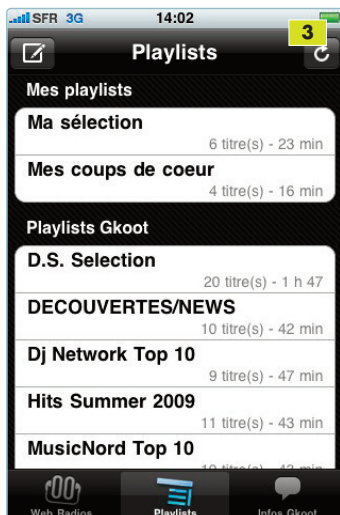 SFR 3G 14:02
3
Playlists
Mes playlists
Ma sélection
6 titre(s) - 23 min
Mes coups de coeur
4 titre(s) - 16 min
Playlists Gkoot
D.S. Selection
20 titre(s) - 1 h 47
DECOUVERTES/NEWS
10 titre(s) - 42 min
Dj Network Top 10
9 titre(s) - 47 min
Hits Summer 2009
11 titre(s) - 43 min
MusicNord Top 10
Web Radios Playlists Infos Gkoot